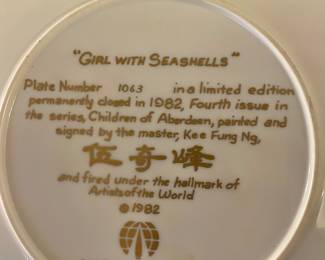 "GIRL WITH SEASHELLS"
Plate Number 1063 in a limited edition
permanently closed in 1982, Fourth issue in
the series, Children of Aberdeen, painted and
signed by the master, Kee Fung Ng,
伍奇峰
and fired under the hallmark of
Artists of the World
© 1982